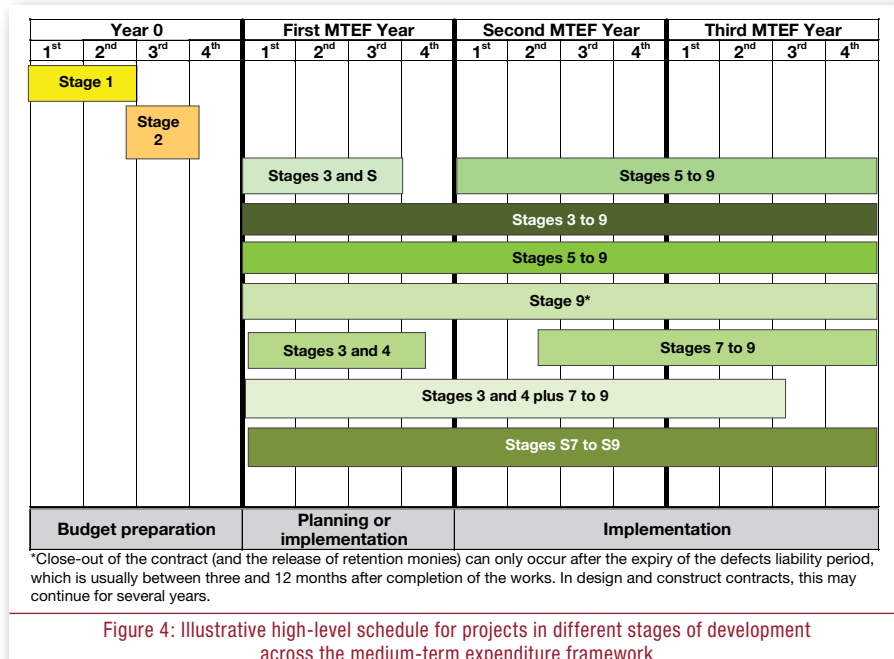 Year 0 First MTEF Year Second MTEF Year Third MTEF Year
1st 2nd 3rd 4th 1st 2nd 3rd 4th 1st 2nd 3rd 4th 1st 2nd 3rd 4th
Stage 1
Stage
2
Stages 3 and S
Stages 5 to 9
Stages 3 to 9
Stages 5 to 9
Stage 9*
Stages 3 and 4
Stages 7 to 9
Stages 3 and 4 plus 7 to 9
Stages S7 to S9
Budget preparation
Planning or
implementation
Implementation
*Close-out of the contract (and the release of retention monies) can only occur after the expiry of the defects liability period,
which is usually between three and 12 months after completion of the works. In design and construct contracts, this may
continue for several years.
Figure 4: Illustrative high-level schedule for projects in different stages of development
across the medium-term expenditure framework